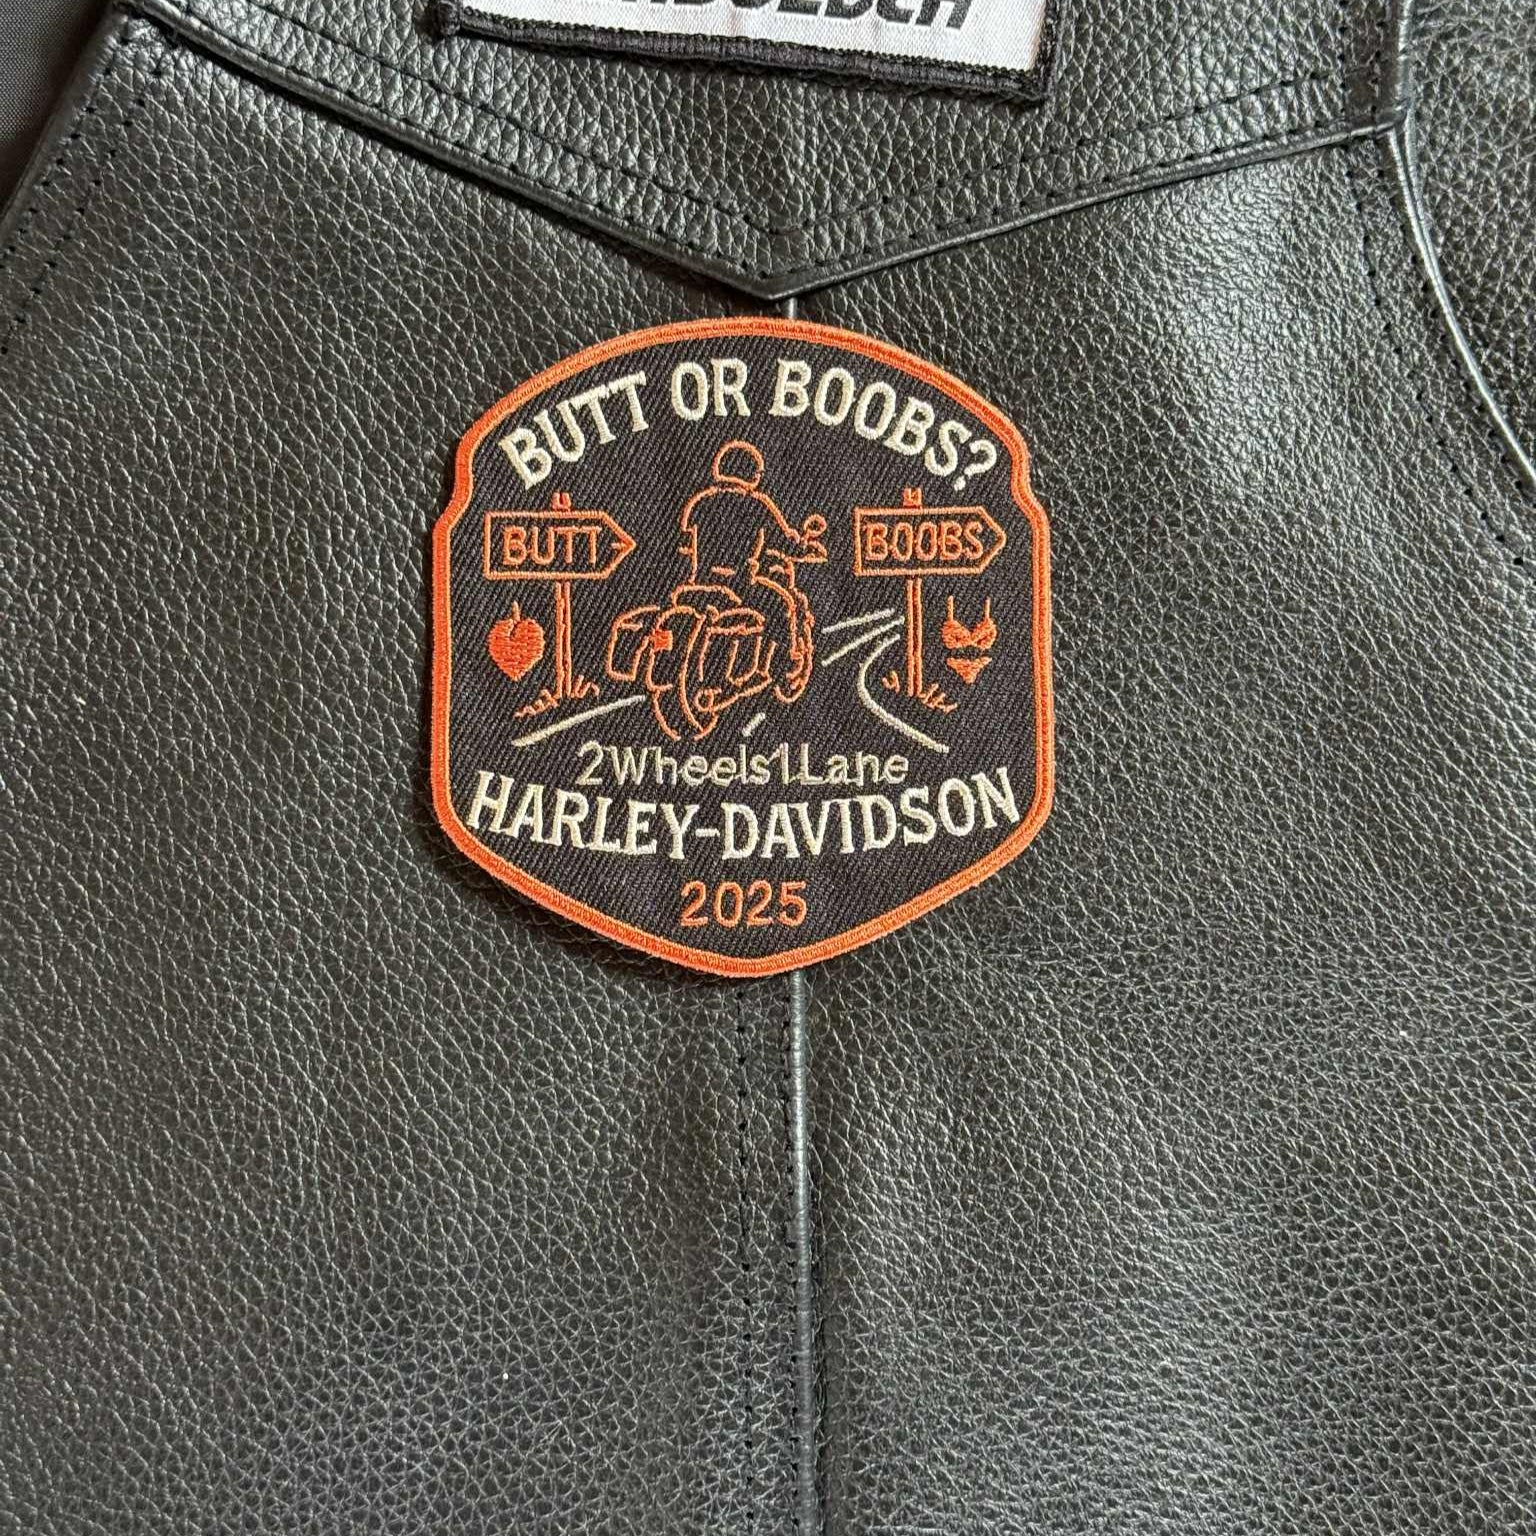 BUTT OR BOOBS?
BUTT
BOOBS
2Wheels1Lane
HARLEY-DAVIDSON
2025